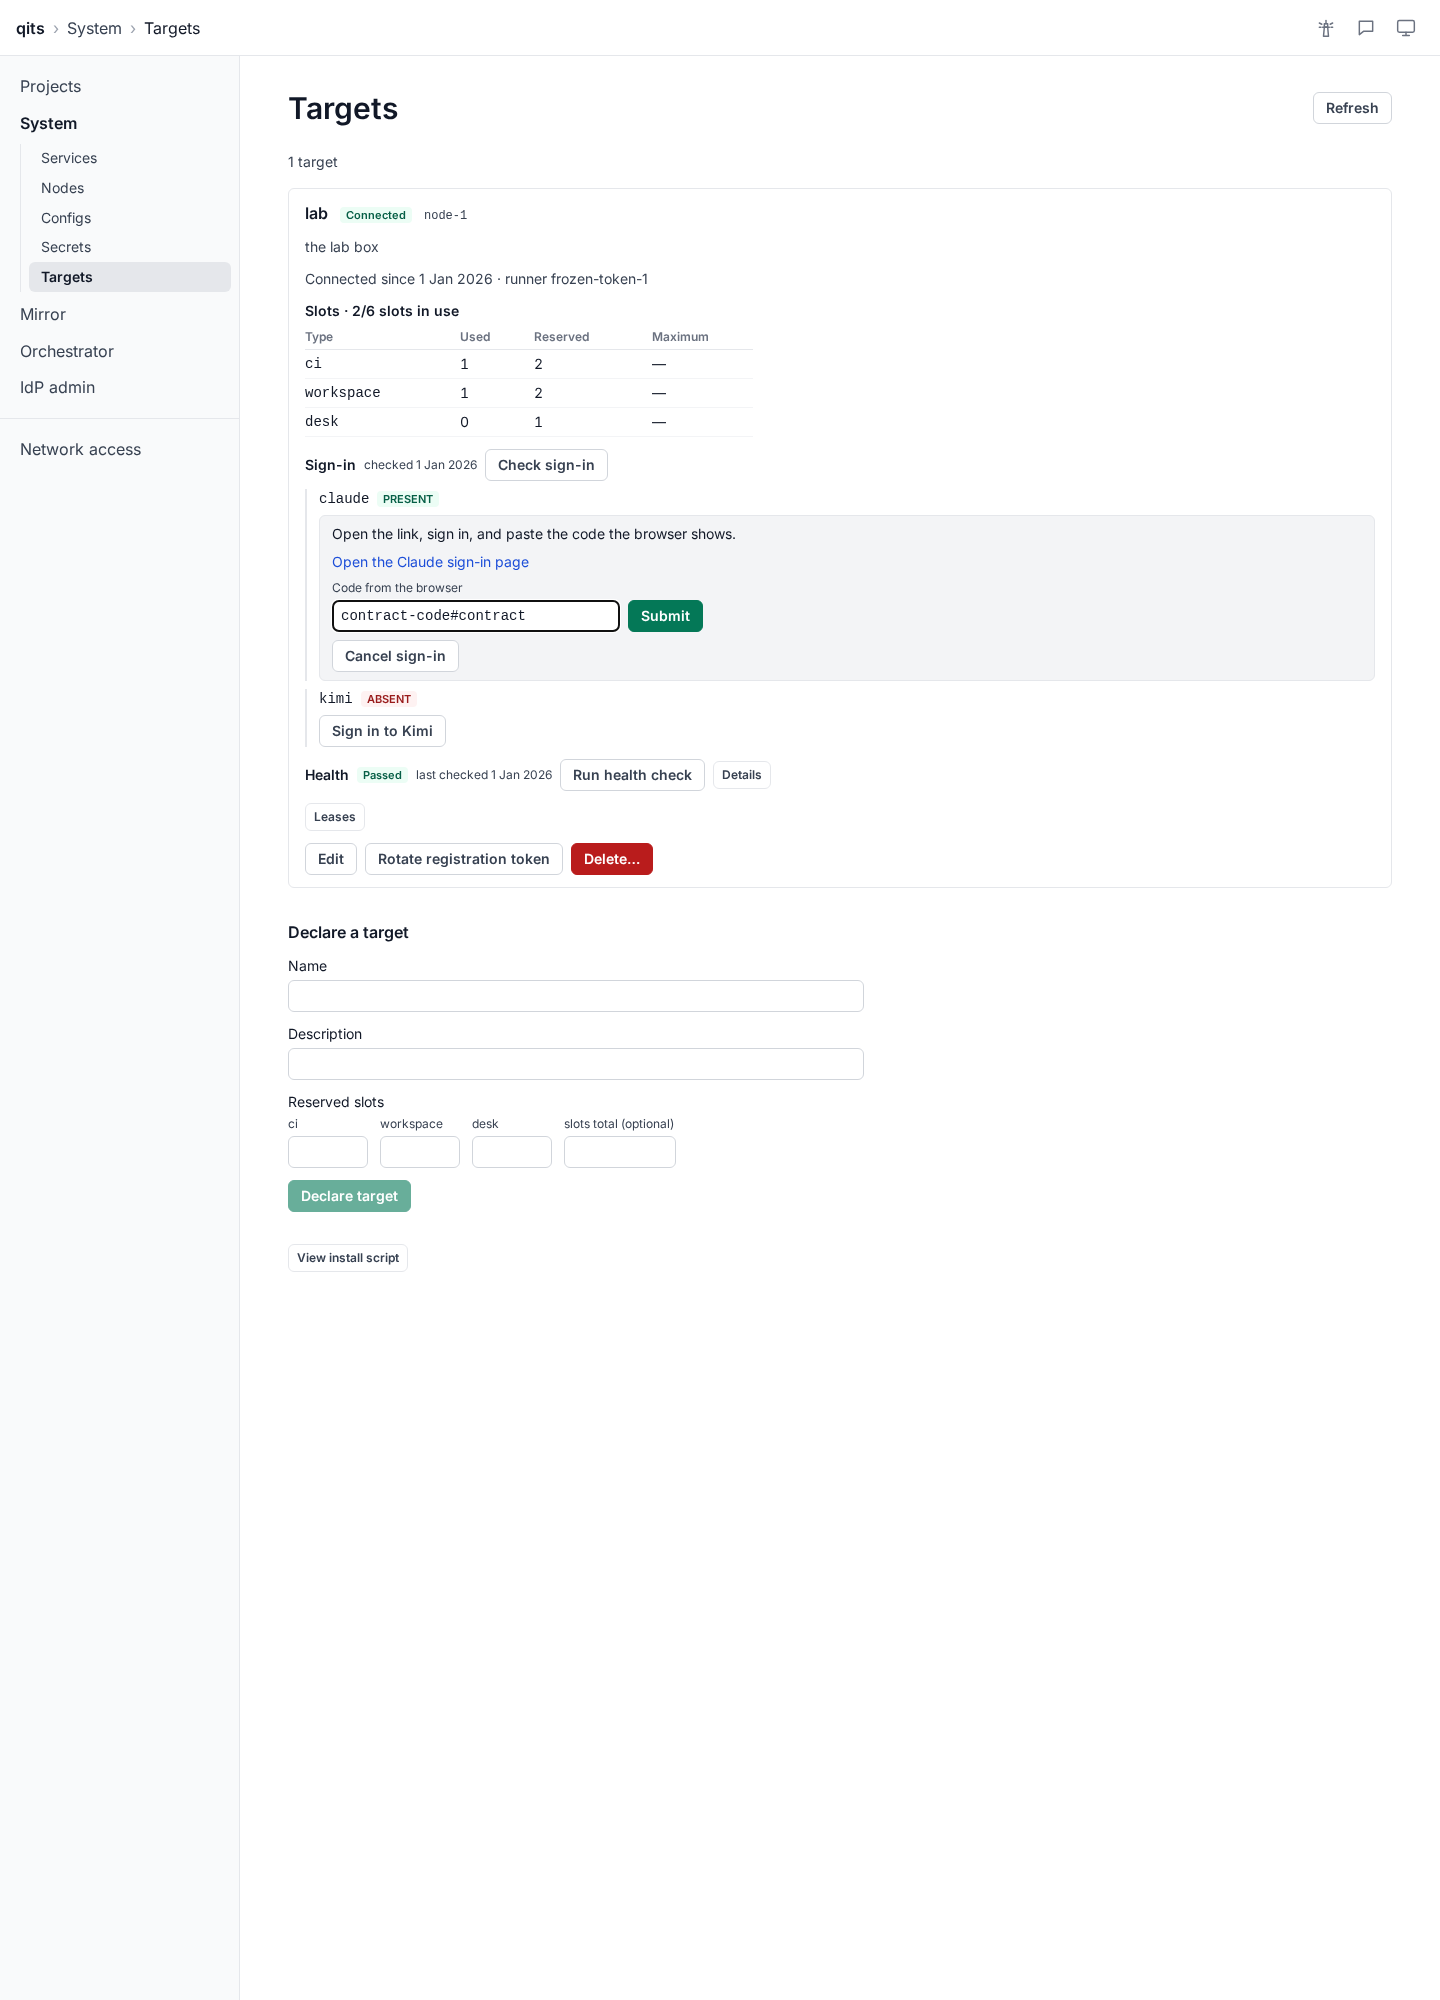 qits › System › Targets
Projects
System
Services
Nodes
Configs
Secrets
Targets
Mirror
Orchestrator
IdP admin
Network access
Targets
Refresh
1 target
lab Connected node-1
the lab box
Connected since 1 Jan 2026 · runner frozen-token-1
Slots · 2/6 slots in use
Type Used Reserved Maximum
ci 1 2 —
workspace 1 2 —
desk 0 1 —
Sign-in checked 1 Jan 2026 Check sign-in
claude PRESENT
Open the link, sign in, and paste the code the browser shows.
Open the Claude sign-in page
Code from the browser
contract-code#contract Submit
Cancel sign-in
kimi ABSENT
Sign in to Kimi
Health Passed last checked 1 Jan 2026 Run health check Details
Leases
Edit Rotate registration token Delete…
Declare a target
Name
Description
Reserved slots
ci workspace desk slots total (optional)
Declare target
View install script